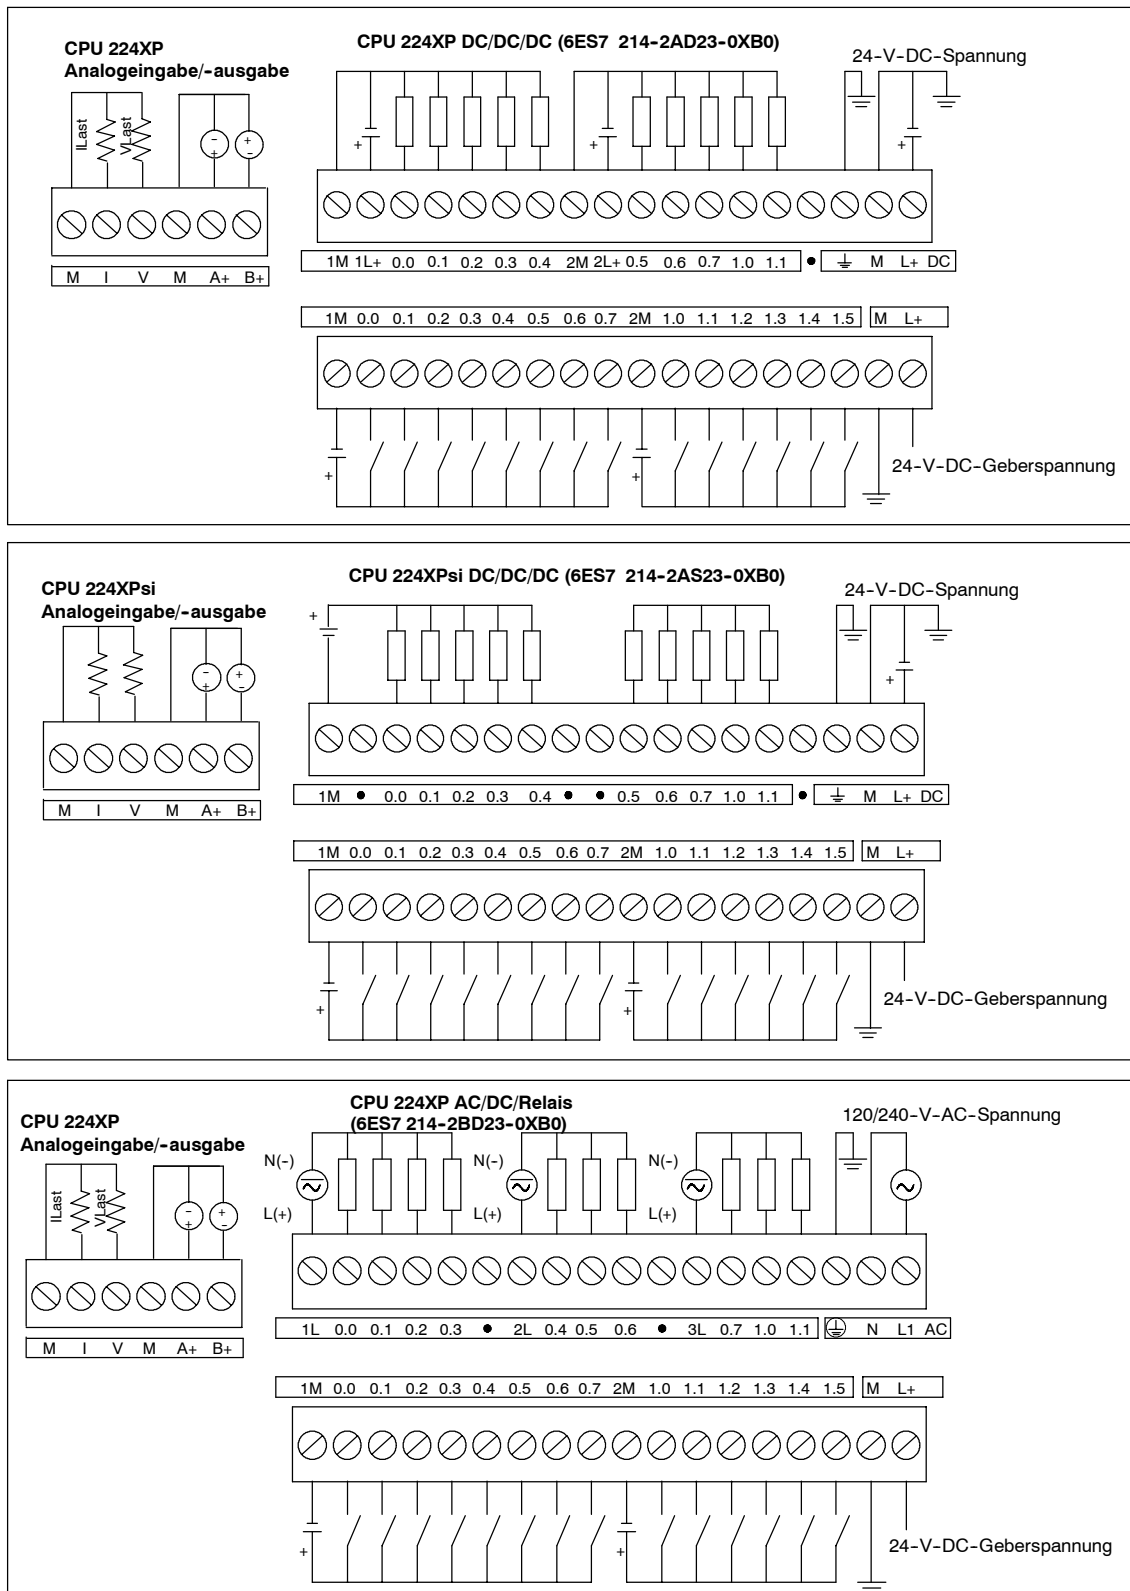 CPU 224XP
Analogeingabe/-ausgabe
CPU 224XP DC/DC/DC (6ES7 214-2AD23-0XB0)
24-V-DC-Spannung
ILast
VLast
- +
+ -
+
+
+
M I V M A+ B+
1M 1L+ 0.0 0.1 0.2 0.3 0.4 2M 2L+ 0.5 0.6 0.7 1.0 1.1 • ⏚ M L+ DC
1M 0.0 0.1 0.2 0.3 0.4 0.5 0.6 0.7 2M 1.0 1.1 1.2 1.3 1.4 1.5 M L+
+
+
24-V-DC-Geberspannung
CPU 224XPsi
Analogeingabe/-ausgabe
CPU 224XPsi DC/DC/DC (6ES7 214-2AS23-0XB0)
24-V-DC-Spannung
+
- +
+ -
+
M I V M A+ B+
1M • 0.0 0.1 0.2 0.3 0.4 • • 0.5 0.6 0.7 1.0 1.1 • ⏚ M L+ DC
1M 0.0 0.1 0.2 0.3 0.4 0.5 0.6 0.7 2M 1.0 1.1 1.2 1.3 1.4 1.5 M L+
+
+
24-V-DC-Geberspannung
CPU 224XP
Analogeingabe/-ausgabe
CPU 224XP AC/DC/Relais
(6ES7 214-2BD23-0XB0)
120/240-V-AC-Spannung
ILast
VLast
- +
+ -
N(-) N(-) N(-)
L(+) L(+) L(+)
M I V M A+ B+
1L 0.0 0.1 0.2 0.3 • 2L 0.4 0.5 0.6 • 3L 0.7 1.0 1.1 ⏚ N L1 AC
1M 0.0 0.1 0.2 0.3 0.4 0.5 0.6 0.7 2M 1.0 1.1 1.2 1.3 1.4 1.5 M L+
+
+
24-V-DC-Geberspannung